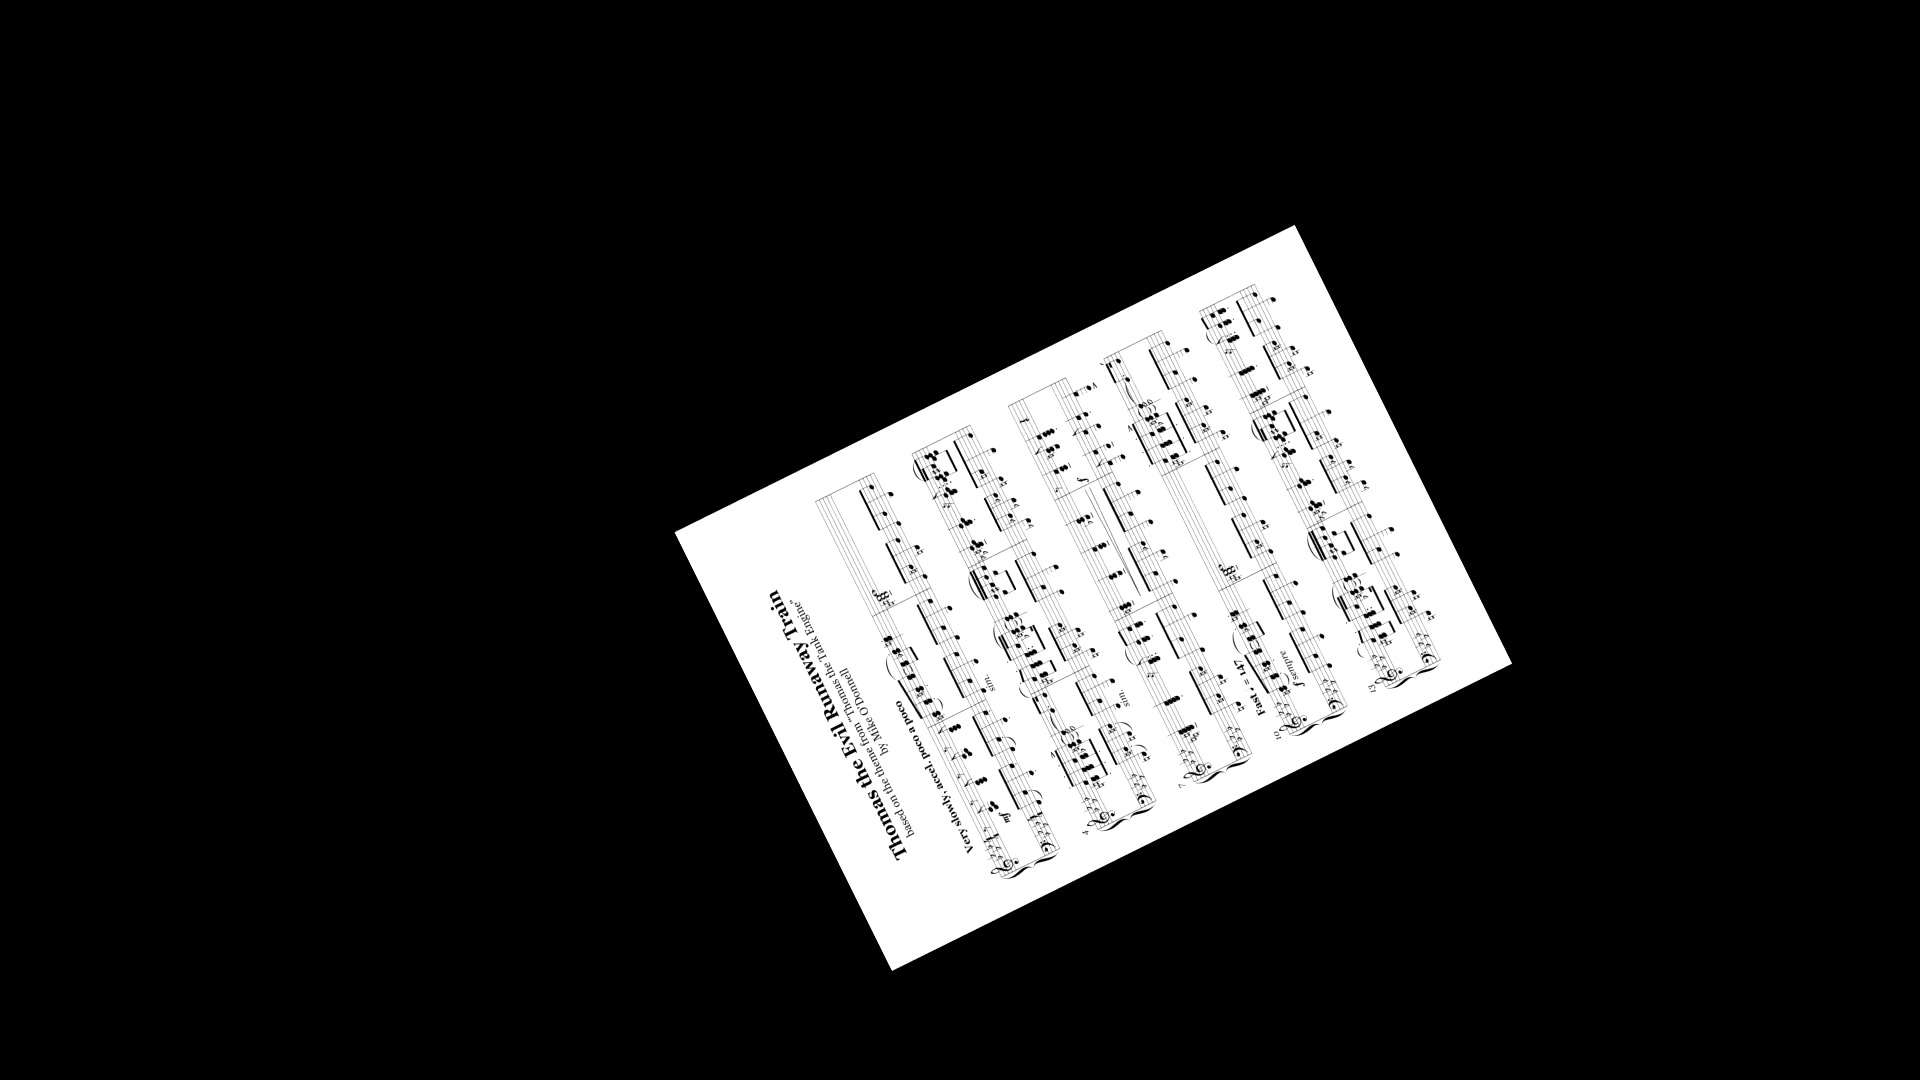 Thomas the Evil Runaway Train
based on the theme from "Thomas the Tank Engine"
by Mike O'Donnell
Very slowly, accel. poco a poco
mf
sim.
4
sim.
7
f
10
Fast ♩ = 147
f sempre
13